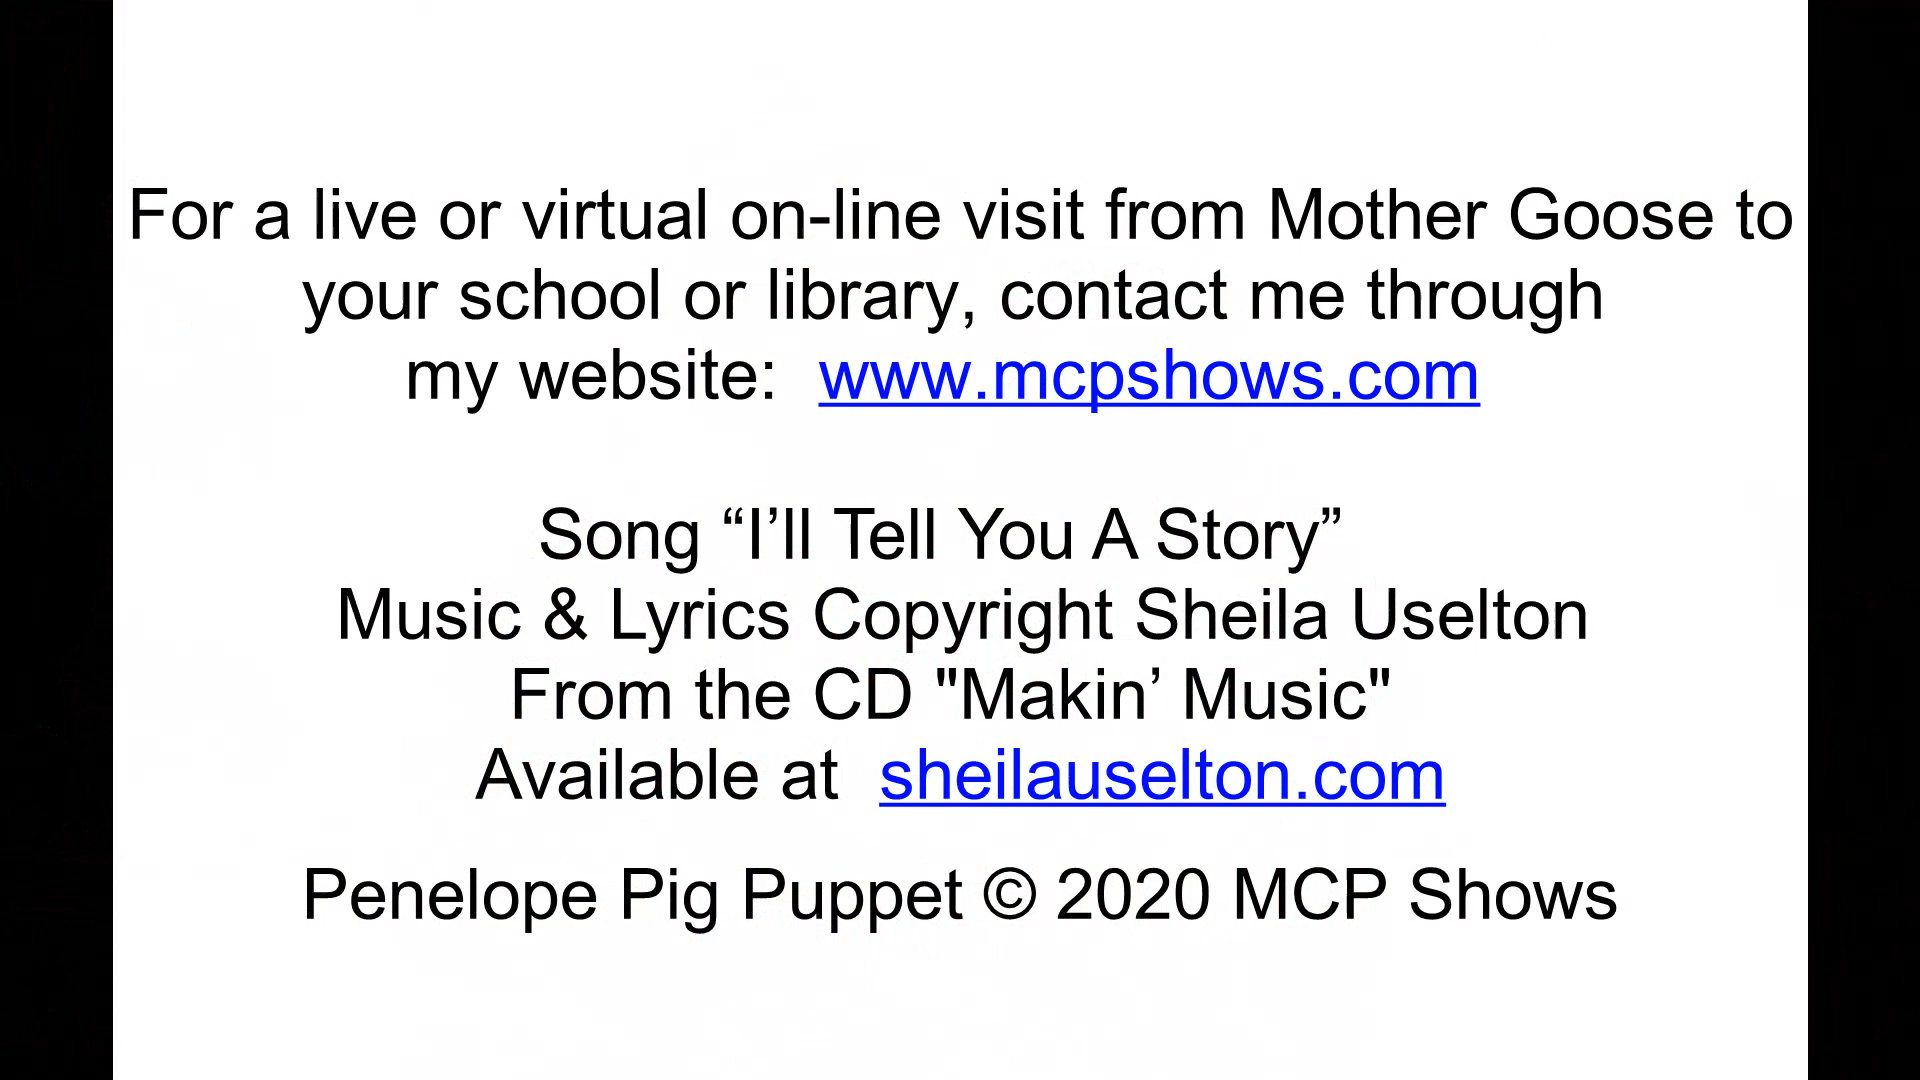 For a live or virtual on-line visit from Mother Goose to
your school or library, contact me through
my website:  www.mcpshows.com
Song “I’ll Tell You A Story”
Music & Lyrics Copyright Sheila Uselton
From the CD "Makin’ Music"
Available at  sheilauselton.com
Penelope Pig Puppet © 2020 MCP Shows